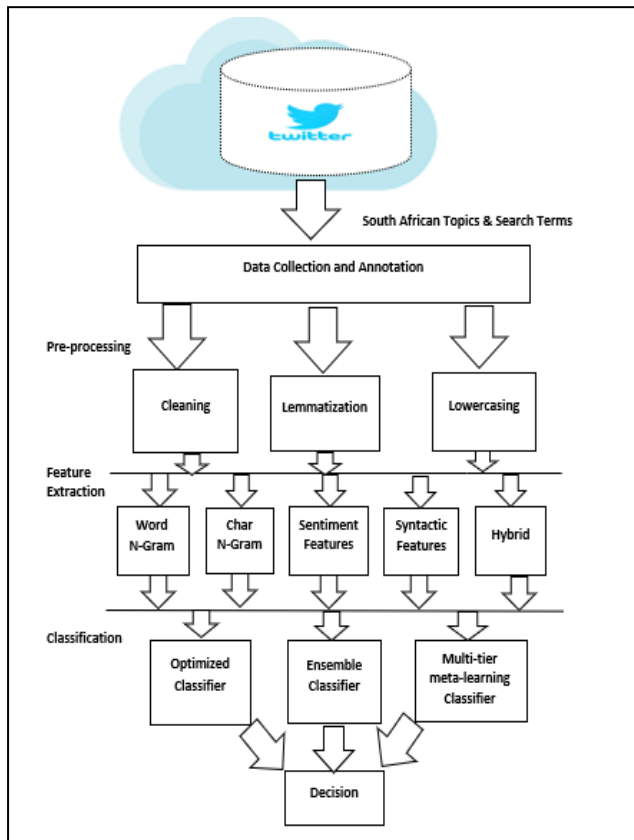 twitter
South African Topics & Search Terms
Data Collection and Annotation
Pre-processing
Cleaning
Lemmatization
Lowercasing
Feature
Extraction
Word
N-Gram
Char
N-Gram
Sentiment
Features
Syntactic
Features
Hybrid
Classification
Optimized
Classifier
Ensemble
Classifier
Multi-tier
meta-learning
Classifier
Decision